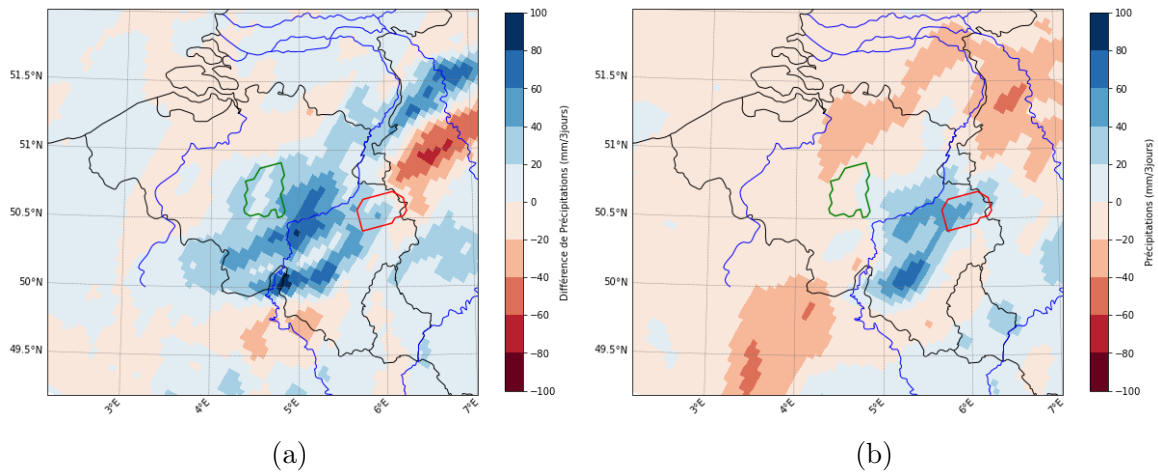 51.5°N
51°N
50.5°N
50°N
49.5°N
3°E
4°E
5°E
6°E
7°E
100
80
60
40
20
0
−20
−40
−60
−80
−100
Différence de Précipitations (mm/3jours)
(a)
51.5°N
51°N
50.5°N
50°N
49.5°N
3°E
4°E
5°E
6°E
7°E
100
80
60
40
20
0
−20
−40
−60
−80
−100
Précipitations (mm/3jours)
(b)